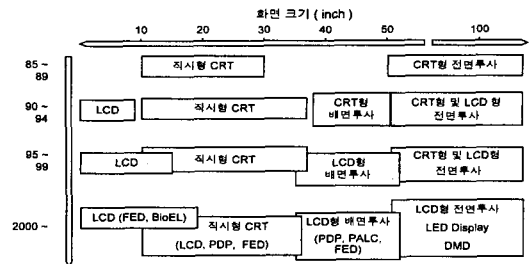 화면 크기 ( inch )
10 20 30 40 50 100
85 ~
89
직시형 CRT
CRT형 전면투사
90 ~
94
LCD
직시형 CRT
CRT형
배면투사
CRT형 및 LCD 형
전면투사
95 ~
99
LCD
직시형 CRT
LCD형
배면투사
CRT형 및 LCD형
전면투사
2000 ~
LCD (FED, BioEL)
직시형 CRT
(LCD, PDP, FED)
LCD형 배면투사
(PDP, PALC,
FED)
LCD형 전면투사
LED Display
DMD